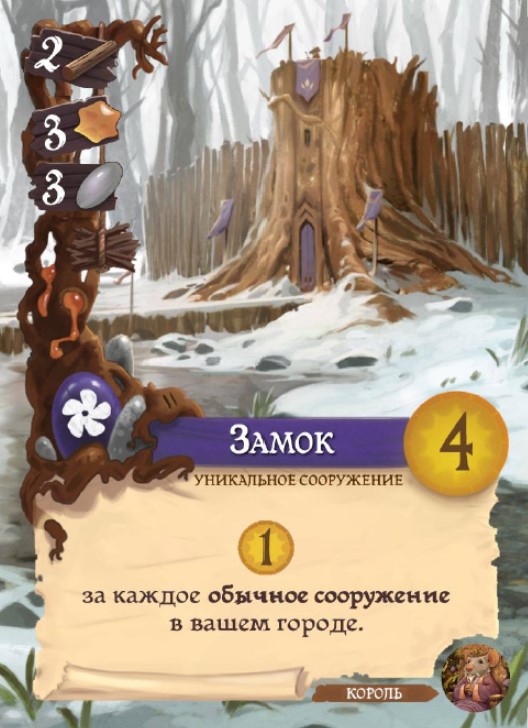 2
3
3
Замок
4
УНИКАЛЬНОЕ СООРУЖЕНИЕ
1
за каждое обычное сооружение
в вашем городе.
КОРОЛЬ